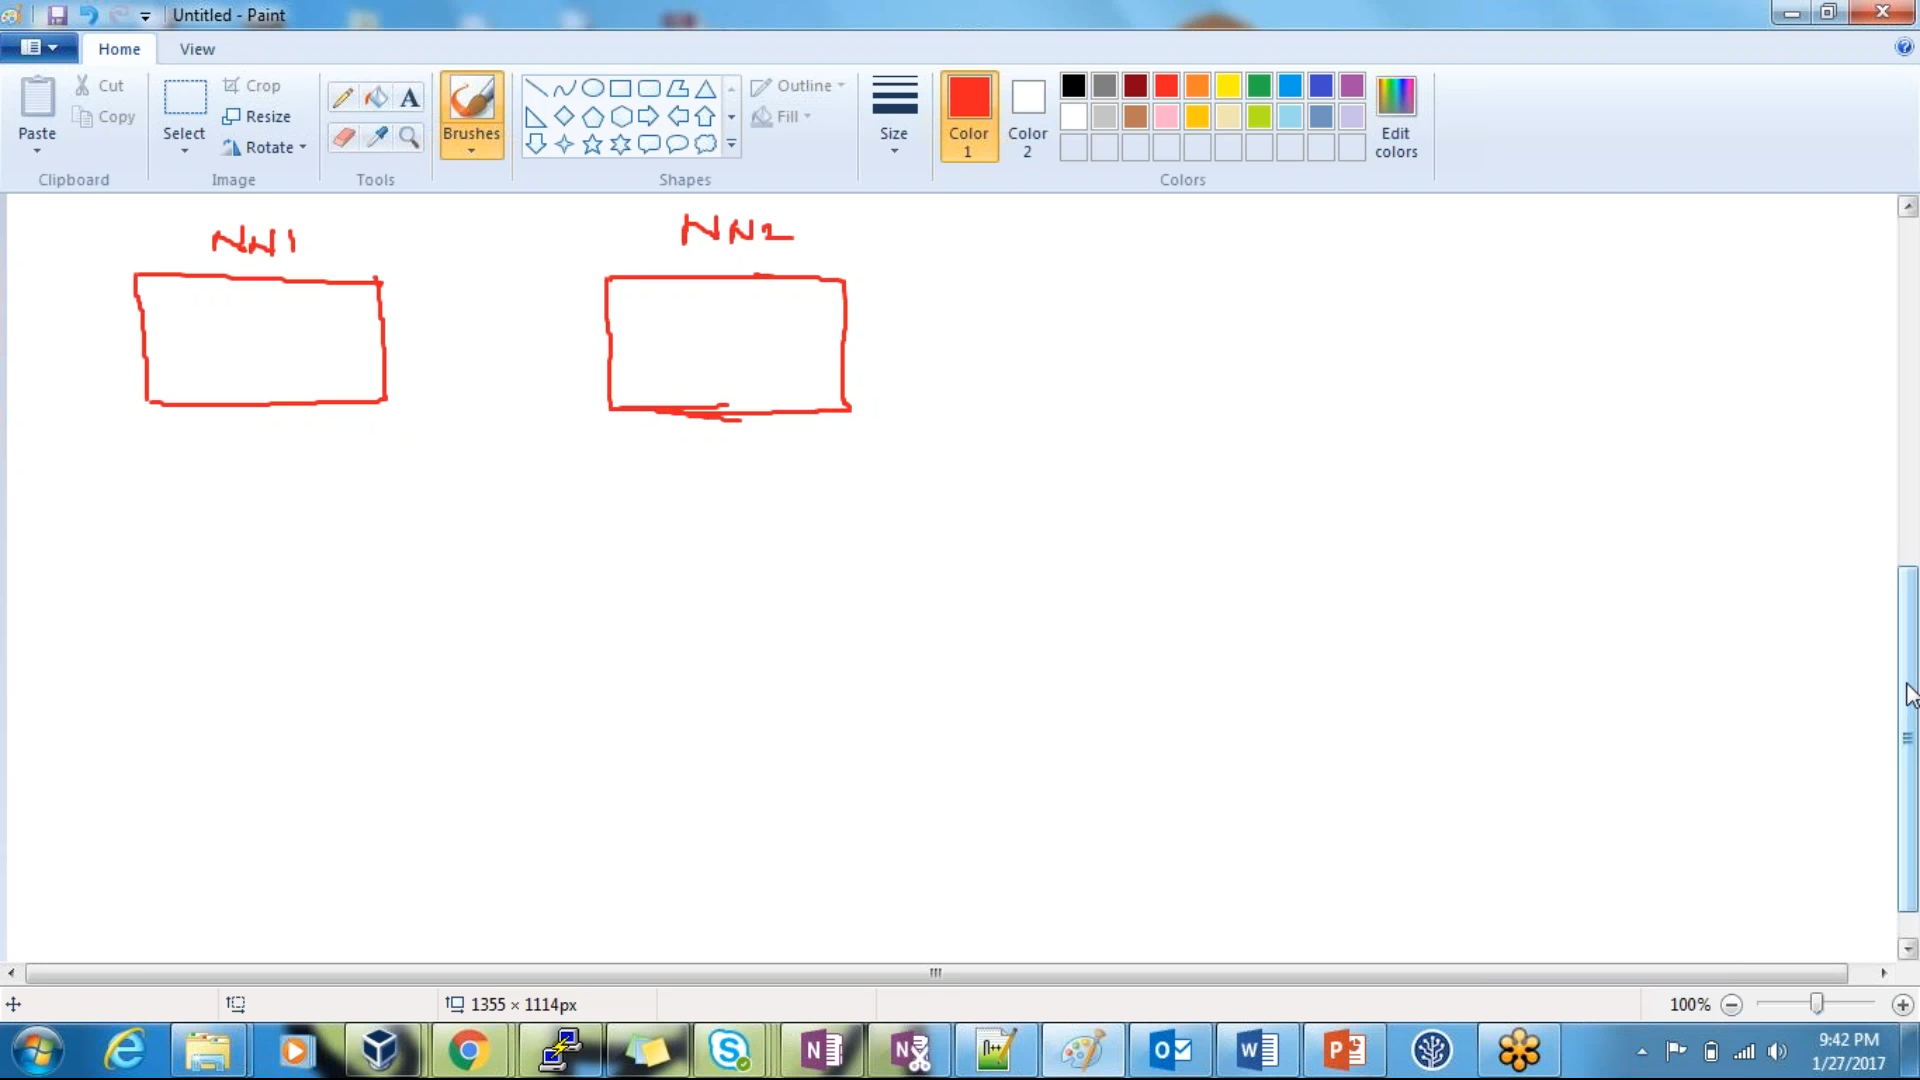 Untitled - Paint
Home View
Paste
Cut
Copy
Clipboard
Select
Crop
Resize
Rotate
Image
A
Tools
Brushes
Shapes
Outline
Fill
Size
Color 1
Color 2
Edit colors
Colors
NN1 NN2
1355 × 1114px
100%
9:42 PM
1/27/2017